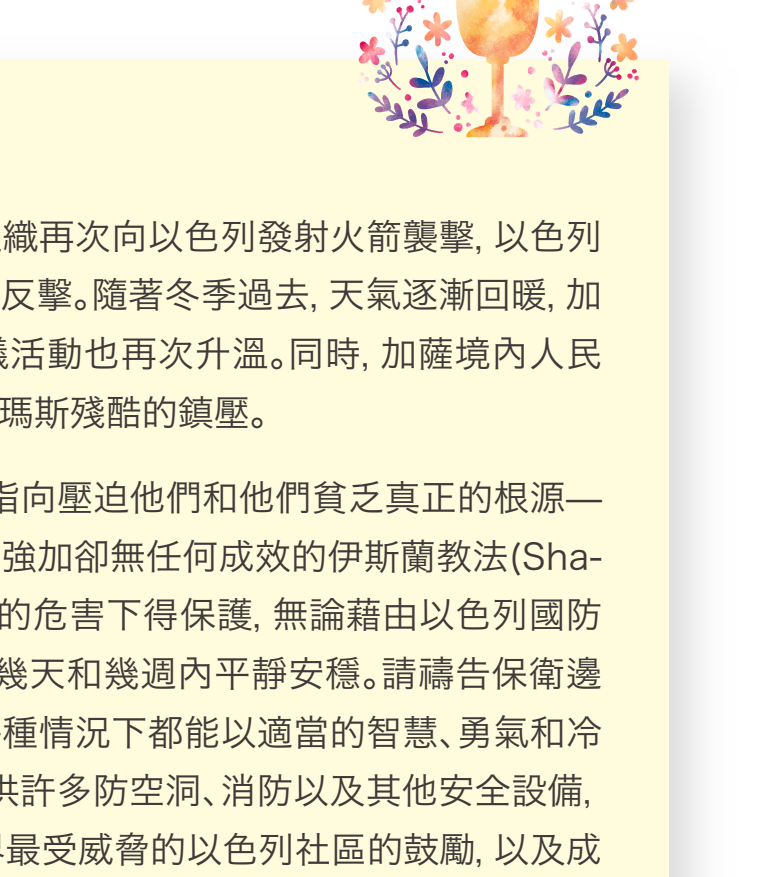 織再次向以色列發射火箭襲擊, 以色列
反擊。隨著冬季過去, 天氣逐漸回暖, 加
活動也再次升溫。同時, 加薩境內人民
瑪斯殘酷的鎮壓。
指向壓迫他們和他們貧乏真正的根源—
強加卻無任何成效的伊斯蘭教法(Sha-
的危害下得保護, 無論藉由以色列國防
幾天和幾週內平靜安穩。請禱告保衛邊
種情況下都能以適當的智慧、勇氣和冷
供許多防空洞、消防以及其他安全設備,
最受威脅的以色列社區的鼓勵, 以及成